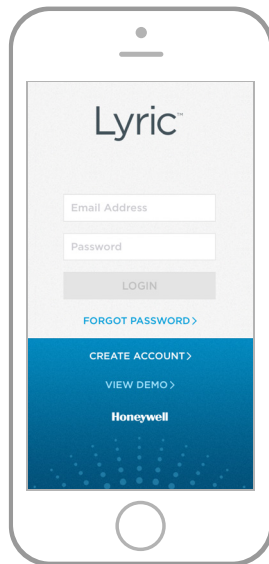 Lyric™
Email Address
Password
LOGIN
FORGOT PASSWORD >
CREATE ACCOUNT >
VIEW DEMO >
Honeywell